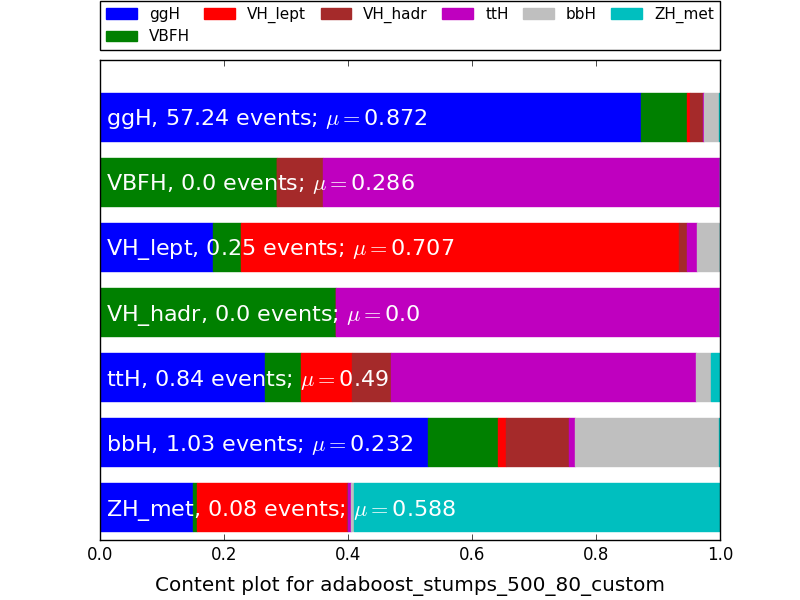 ggH VH_lept VH_hadr ttH bbH ZH_met
VBFH
ggH, 57.24 events; μ = 0.872
VBFH, 0.0 events; μ = 0.286
VH_lept, 0.25 events; μ = 0.707
VH_hadr, 0.0 events; μ = 0.0
ttH, 0.84 events; μ = 0.49
bbH, 1.03 events; μ = 0.232
ZH_met, 0.08 events; μ = 0.588
0.0 0.2 0.4 0.6 0.8 1.0
Content plot for adaboost_stumps_500_80_custom